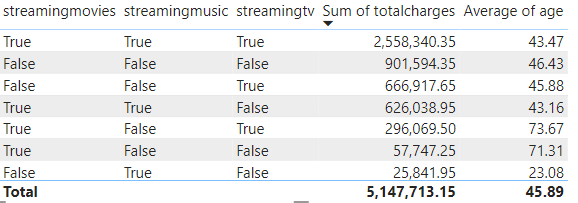 streamingmovies streamingmusic streamingtv Sum of totalcharges Average of age
True True True 2,558,340.35 43.47
False False False 901,594.35 46.43
False False True 666,917.65 45.88
True True False 626,038.95 43.16
True False True 296,069.50 73.67
True False False 57,747.25 71.31
False True False 25,841.95 23.08
Total 5,147,713.15 45.89